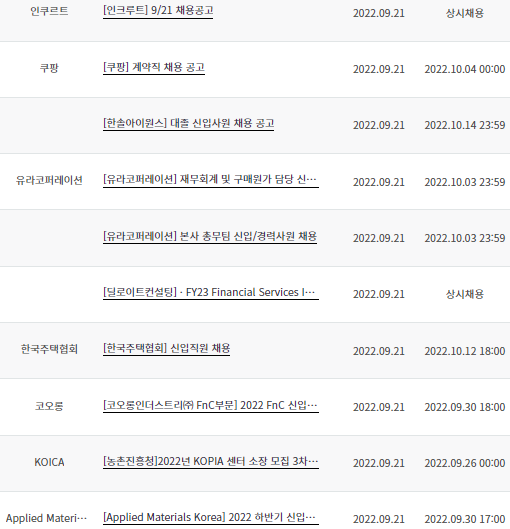 인쿠르트 [인크루트] 9/21 채용공고 2022.09.21 상시채용
쿠팡 [쿠팡] 계약직 채용 공고 2022.09.21 2022.10.04 00:00
[한솔아이원스] 대졸 신입사원 채용 공고 2022.09.21 2022.10.14 23:59
유라코퍼레이션 [유라코퍼레이션] 재무회계 및 구매원가 담당 신… 2022.09.21 2022.10.03 23:59
[유라코퍼레이션] 본사 총무팀 신입/경력사원 채용 2022.09.21 2022.10.03 23:59
[딜로이트컨설팅] - FY23 Financial Services I… 2022.09.21 상시채용
한국주택협회 [한국주택협회] 신입직원 채용 2022.09.21 2022.10.12 18:00
코오롱 [코오롱인더스트리㈜ FnC부문] 2022 FnC 신입… 2022.09.21 2022.09.30 18:00
KOICA [농촌진흥청]2022년 KOPIA 센터 소장 모집 3차… 2022.09.21 2022.09.26 00:00
Applied Materi… [Applied Materials Korea] 2022 하반기 신입… 2022.09.21 2022.09.30 17:00